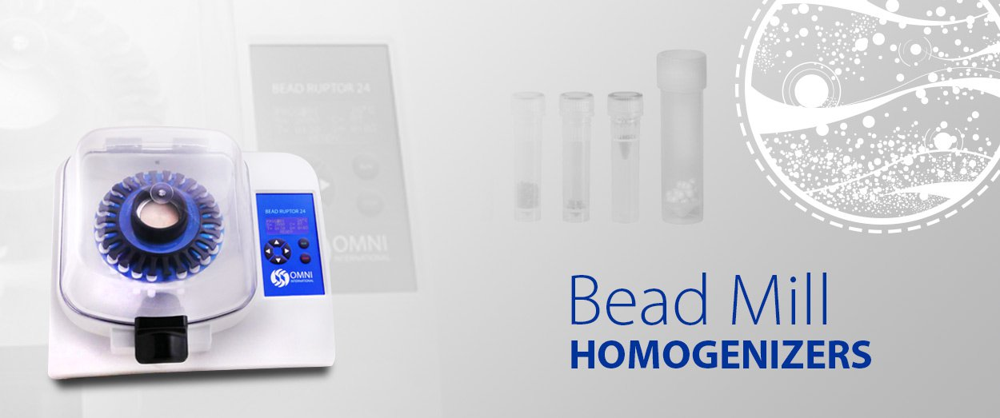 BEAD RUPTOR 24
OMNI
INTERNATIONAL
BEAD RUPTOR 24
OMNI
INTERNATIONAL
Bead Mill
HOMOGENIZERS